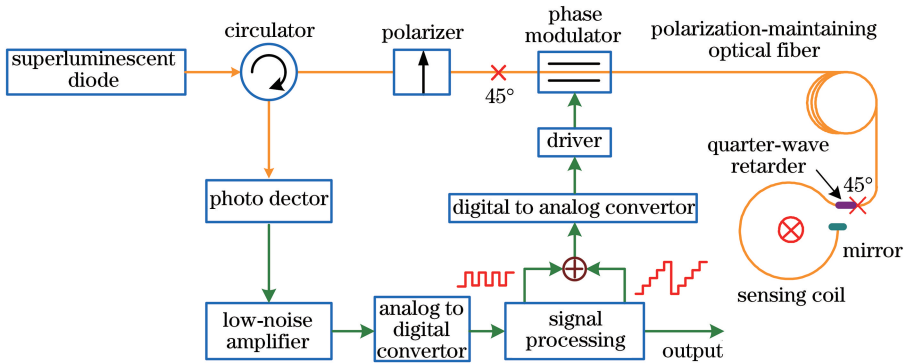 circulator
polarizer
phase
modulator
polarization-maintaining
optical fiber
superluminescent
diode
45°
driver
quarter-wave
retarder
45°
photo dector
digital to analog convertor
mirror
sensing coil
low-noise
amplifier
analog to
digital
convertor
signal
processing
output